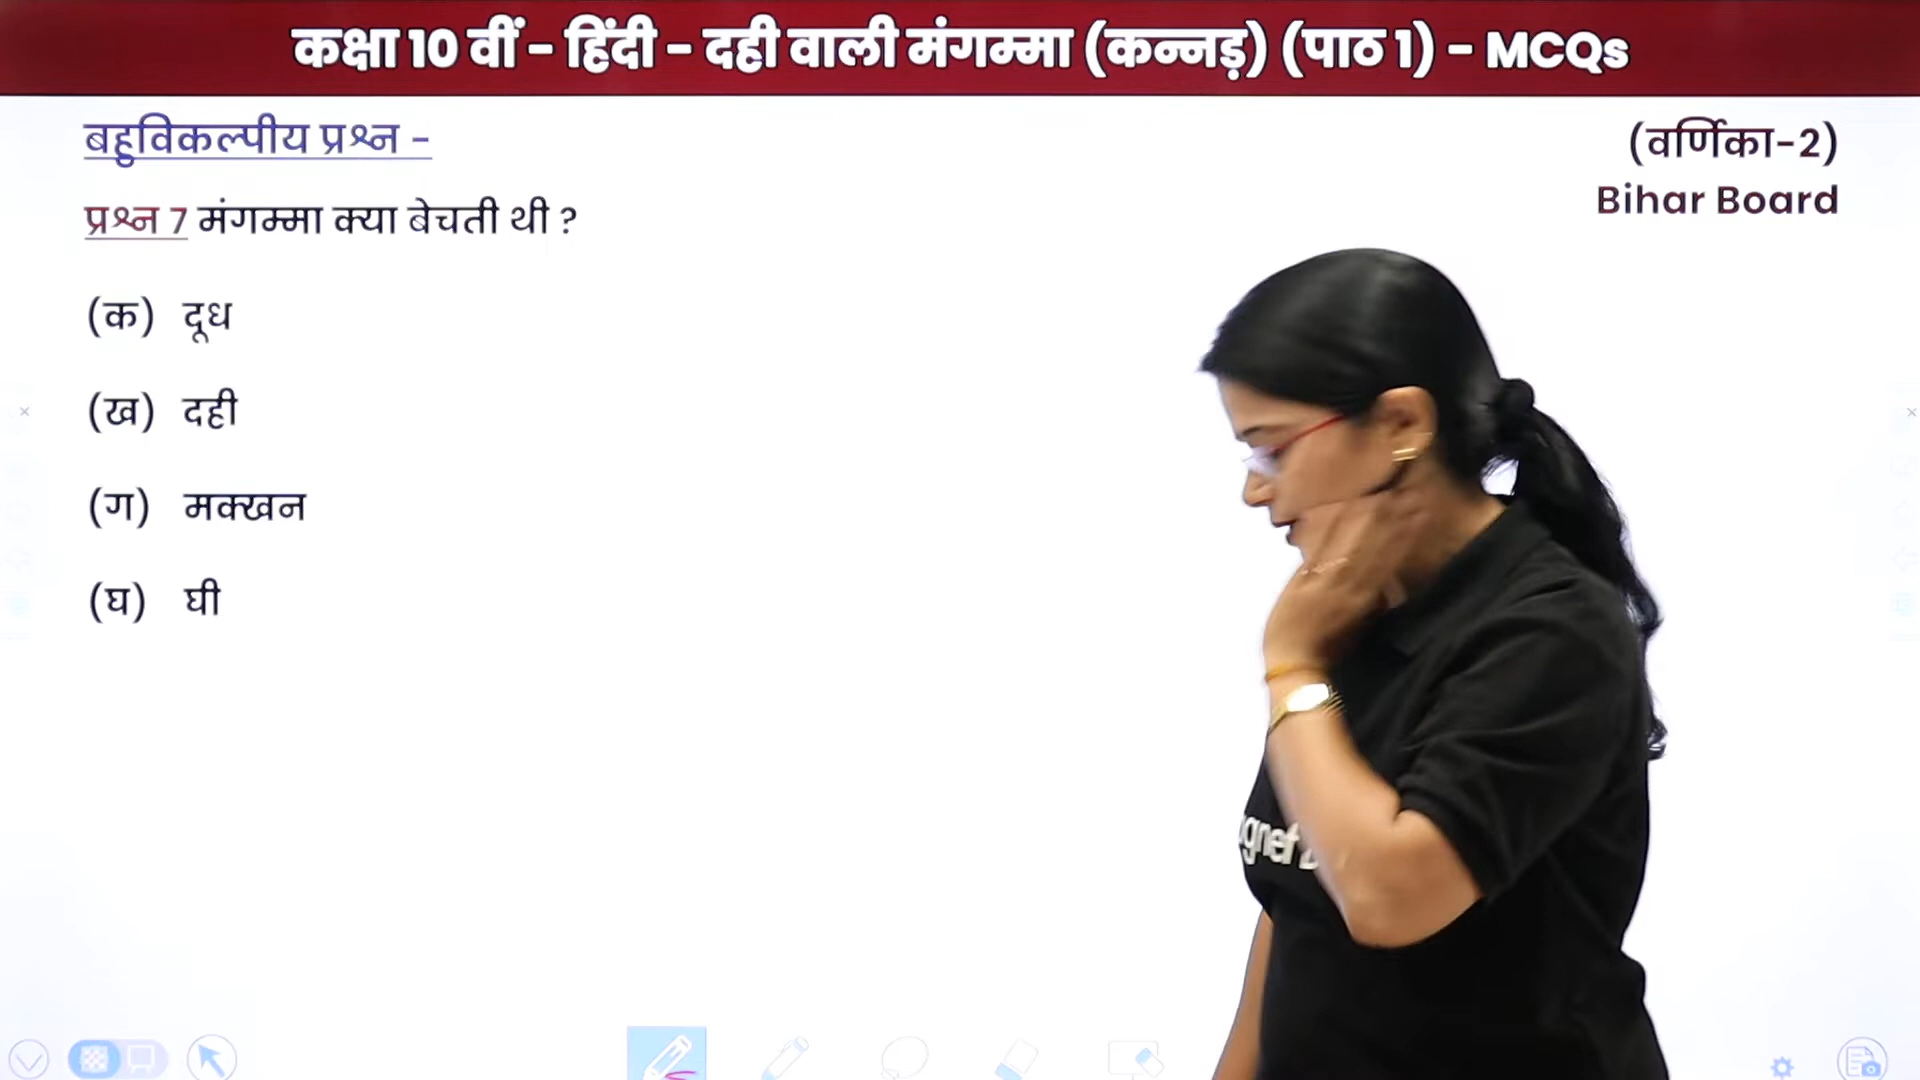 कक्षा 10 वीं – हिंदी – दही वाली मंगम्मा (कन्नड़) (पाठ 1) – MCQs
बहुविकल्पीय प्रश्न –
(वर्णिका-2)
Bihar Board
प्रश्न 7 मंगम्मा क्या बेचती थी ?
(क) दूध
(ख) दही
(ग) मक्खन
(घ) घी